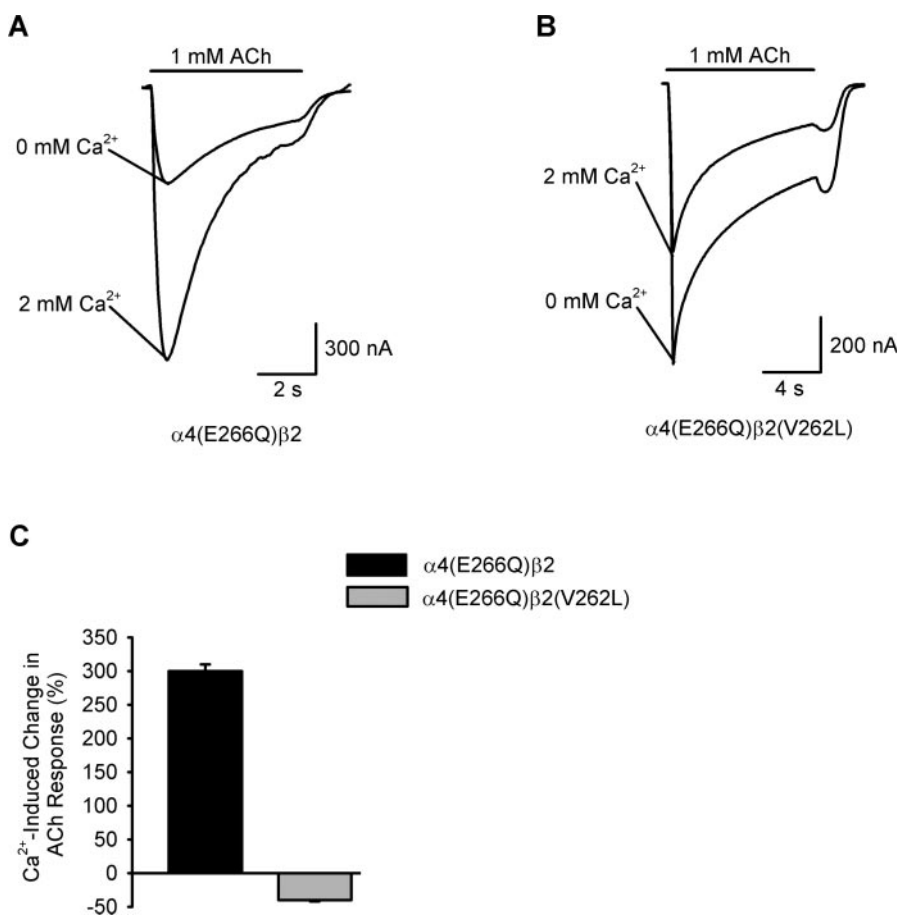 A
1 mM ACh
0 mM Ca²⁺
2 mM Ca²⁺
300 nA
2 s
α4(E266Q)β2
B
1 mM ACh
2 mM Ca²⁺
0 mM Ca²⁺
200 nA
4 s
α4(E266Q)β2(V262L)
C
α4(E266Q)β2
α4(E266Q)β2(V262L)
Ca²⁺-Induced Change in
ACh Response (%)
350
300
250
200
150
100
50
0
-50